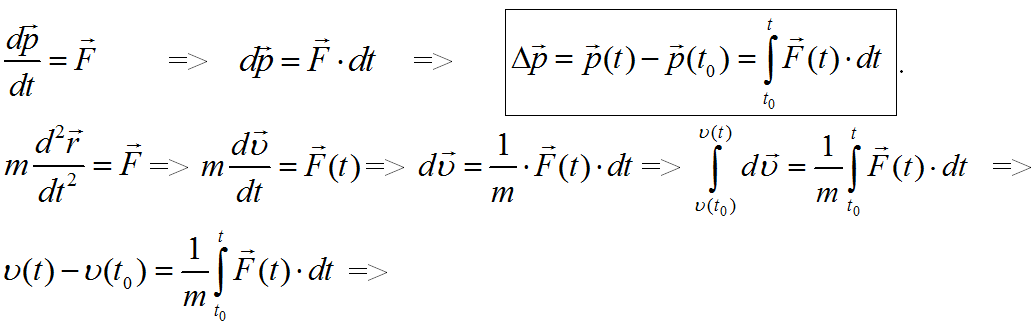 dp⃗/dt = F⃗ => dp⃗ = F⃗ · dt => Δp⃗ = p⃗(t) − p⃗(t₀) = ∫_{t₀}^{t} F⃗(t) · dt .
m d²r⃗/dt² = F⃗ => m dυ⃗/dt = F⃗(t) => dυ⃗ = 1/m · F⃗(t) · dt => ∫_{υ(t₀)}^{υ(t)} dυ⃗ = 1/m ∫_{t₀}^{t} F⃗(t) · dt =>
υ(t) − υ(t₀) = 1/m ∫_{t₀}^{t} F⃗(t) · dt =>